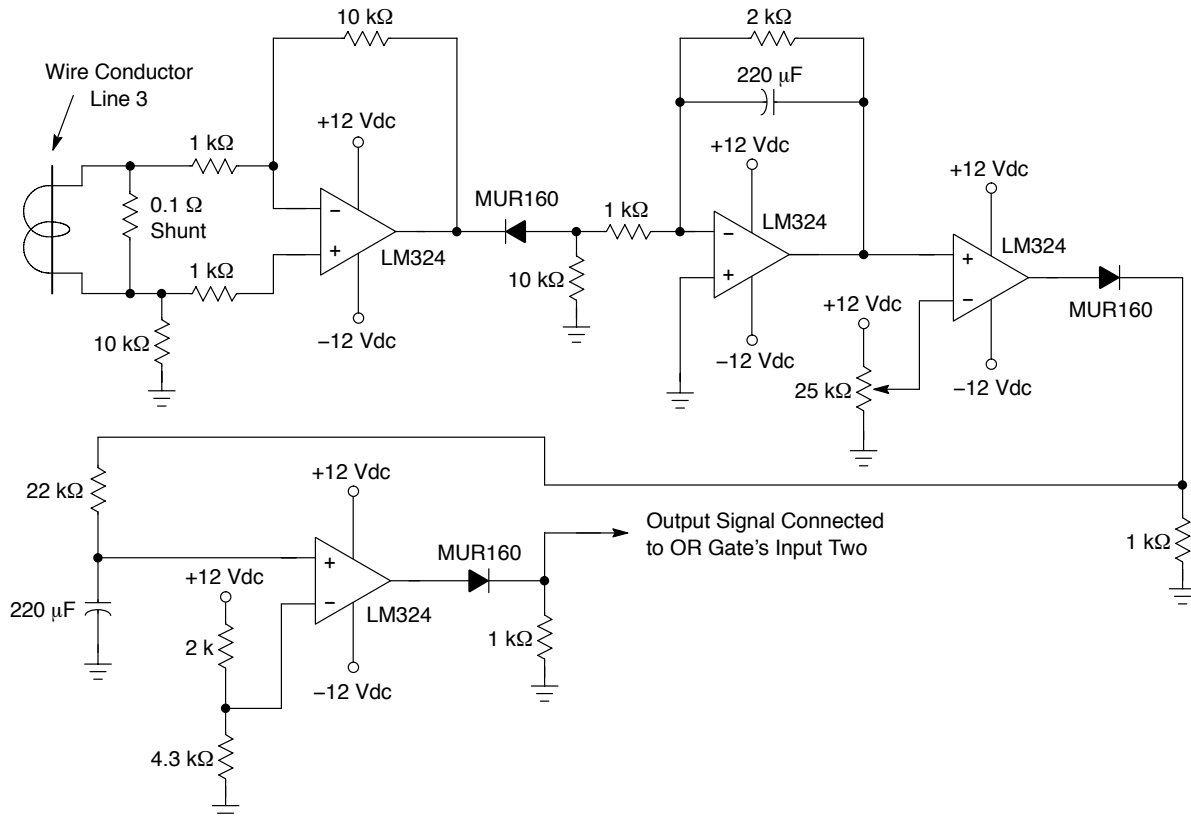 10 kΩ
2 kΩ
Wire Conductor
Line 3
220 μF
+12 Vdc
1 kΩ
+12 Vdc
+12 Vdc
0.1 Ω
Shunt
−
+
LM324
MUR160
1 kΩ
−
+
LM324
+
−
LM324
1 kΩ
10 kΩ
MUR160
10 kΩ
−12 Vdc
−12 Vdc
+12 Vdc
25 kΩ
−12 Vdc
22 kΩ
+12 Vdc
Output Signal Connected
to OR Gate's Input Two
1 kΩ
+
−
LM324
MUR160
+12 Vdc
220 μF
2 k
1 kΩ
−12 Vdc
4.3 kΩ